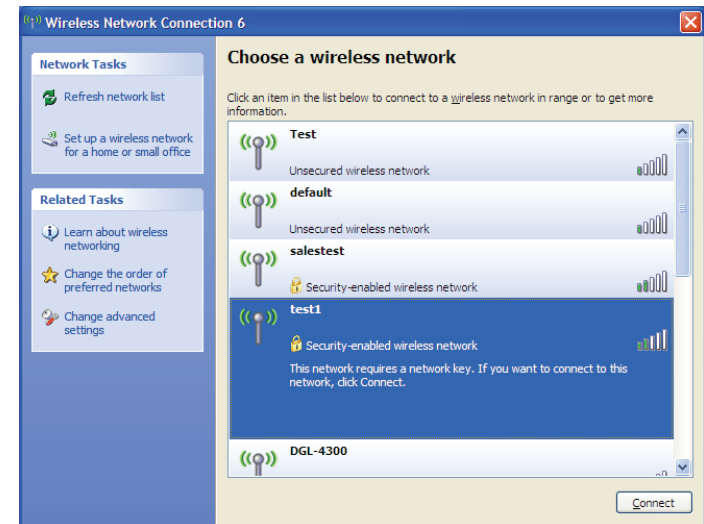 Wireless Network Connection 6
Network Tasks
Refresh network list
Set up a wireless network
for a home or small office
Related Tasks
Learn about wireless
networking
Change the order of
preferred networks
Change advanced
settings
Choose a wireless network
Click an item in the list below to connect to a wireless network in range or to get more
information.
Test
Unsecured wireless network
default
Unsecured wireless network
salestest
Security-enabled wireless network
test1
Security-enabled wireless network
This network requires a network key. If you want to connect to this
network, click Connect.
DGL-4300
Connect